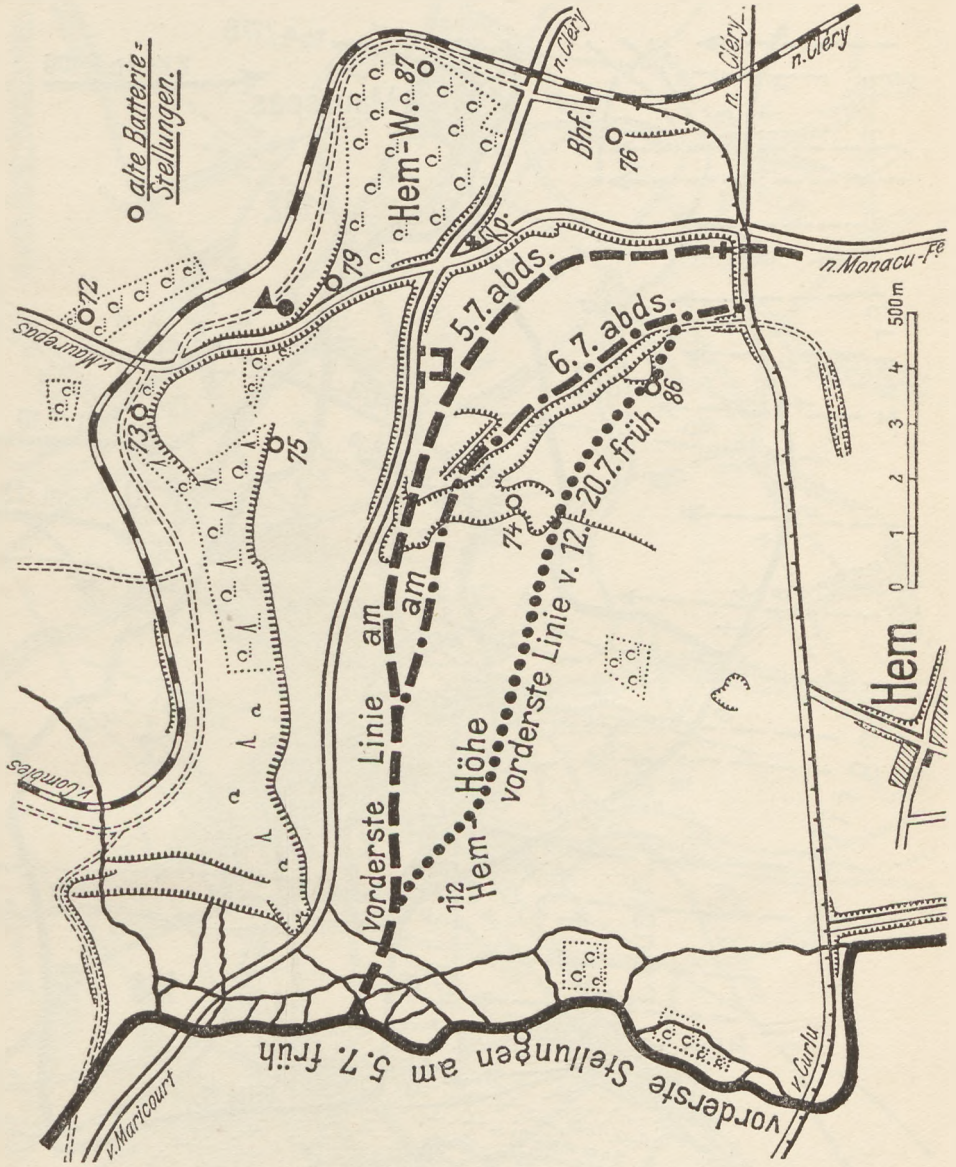 alte Batterie=
Stellungen.
v. Combles
v. Maurepas
72
73
75
79
Hem-W.
87
n. Cléry
n. Cléry
n. Cléry
Bhf.
76
Kp.
a
a
a
v. Maricourt
vorderste Stellungen am 5.7. früh
vorderste Linie am 5.7. abds.
am 6.7. abds.
112
Hem Höhe
vorderste Linie v. 12.-20.7. früh
74
86
n. Monacu-Fe
v. Curlu
Hem
0 1 2 3 4 500m